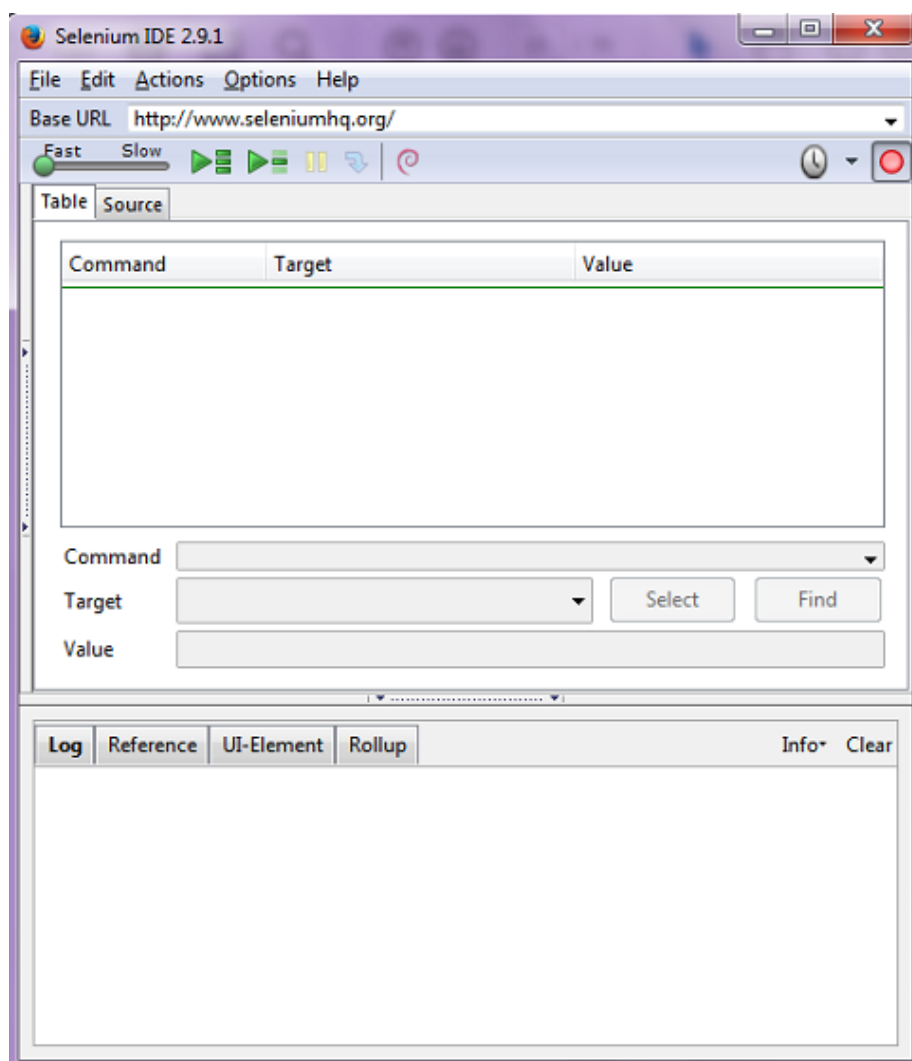 Selenium IDE 2.9.1
File Edit Actions Options Help
Base URL http://www.seleniumhq.org/
Fast Slow
Table Source
Command Target Value
Command
Target Select Find
Value
Log Reference UI-Element Rollup Info Clear